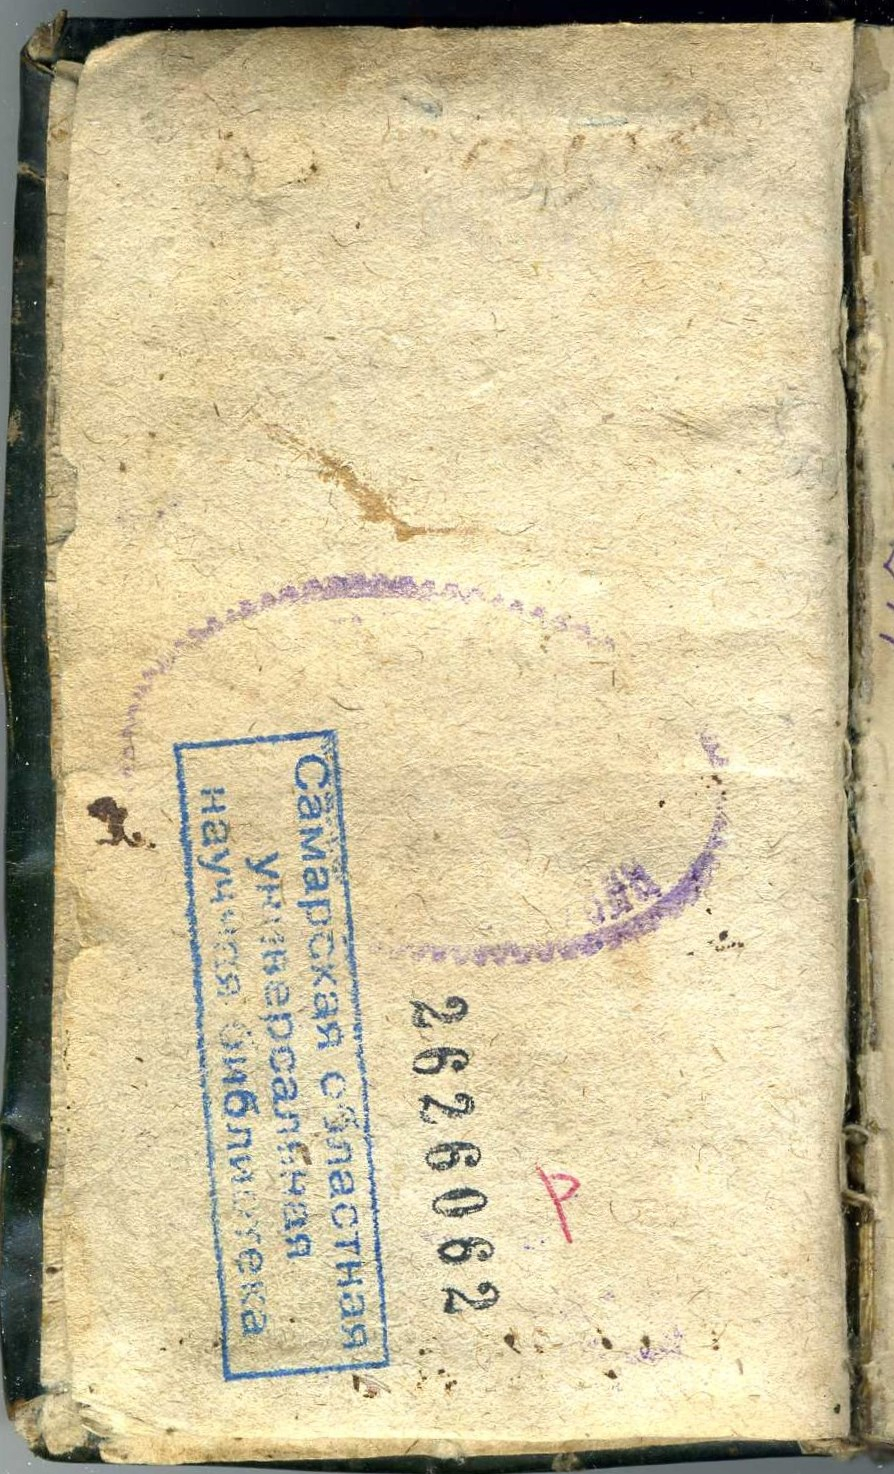 Самарская областная
универсальная
научная библиотека
2626062
Р